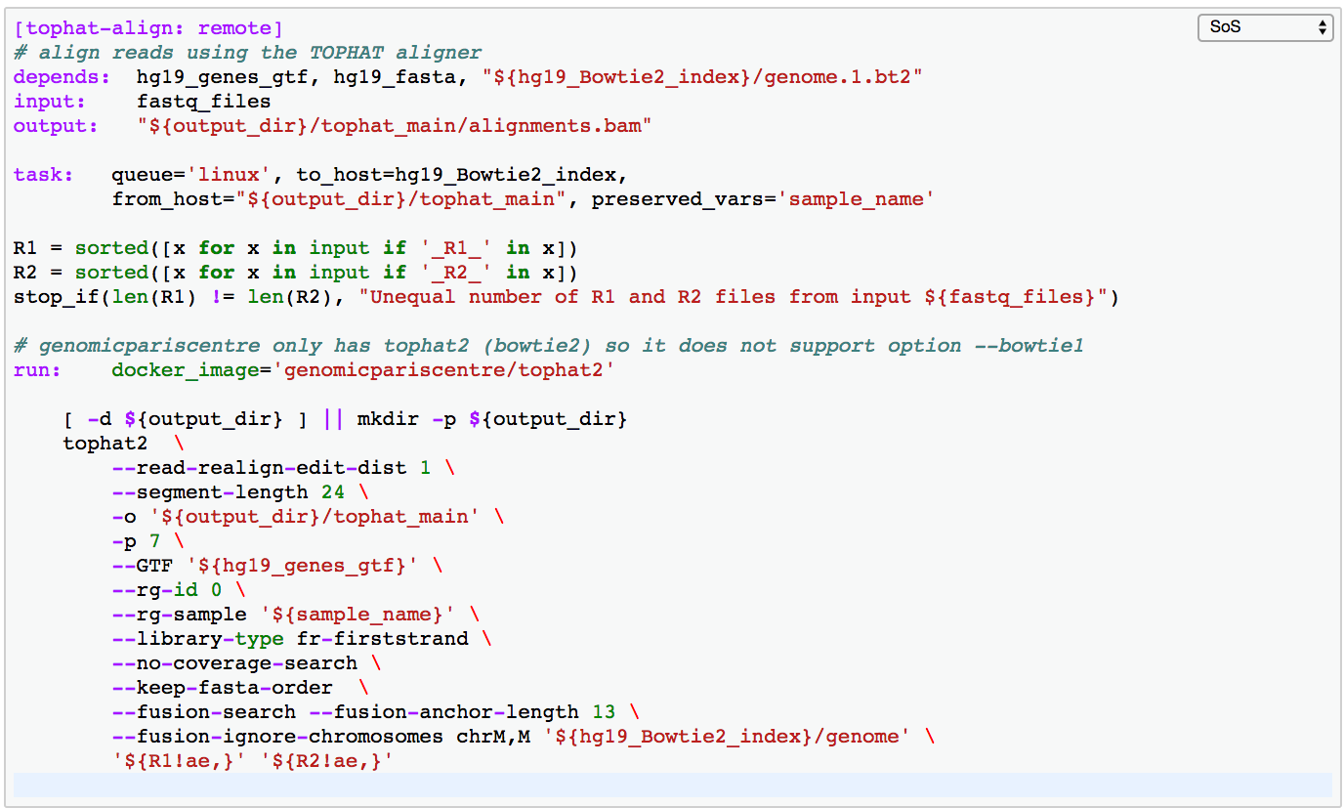 [tophat-align: remote]
SoS
# align reads using the TOPHAT aligner
depends:  hg19_genes_gtf, hg19_fasta, "${hg19_Bowtie2_index}/genome.1.bt2"
input:    fastq_files
output:   "${output_dir}/tophat_main/alignments.bam"

task:   queue='linux', to_host=hg19_Bowtie2_index,
        from_host="${output_dir}/tophat_main", preserved_vars='sample_name'

R1 = sorted([x for x in input if '_R1_' in x])
R2 = sorted([x for x in input if '_R2_' in x])
stop_if(len(R1) != len(R2), "Unequal number of R1 and R2 files from input ${fastq_files}")

# genomicpariscentre only has tophat2 (bowtie2) so it does not support option --bowtie1
run:    docker_image='genomicpariscentre/tophat2'

    [ -d ${output_dir} ] || mkdir -p ${output_dir}
    tophat2  \
        --read-realign-edit-dist 1 \
        --segment-length 24 \
        -o '${output_dir}/tophat_main' \
        -p 7 \
        --GTF '${hg19_genes_gtf}' \
        --rg-id 0 \
        --rg-sample '${sample_name}' \
        --library-type fr-firststrand \
        --no-coverage-search \
        --keep-fasta-order  \
        --fusion-search --fusion-anchor-length 13 \
        --fusion-ignore-chromosomes chrM,M '${hg19_Bowtie2_index}/genome' \
        '${R1!ae,}' '${R2!ae,}'